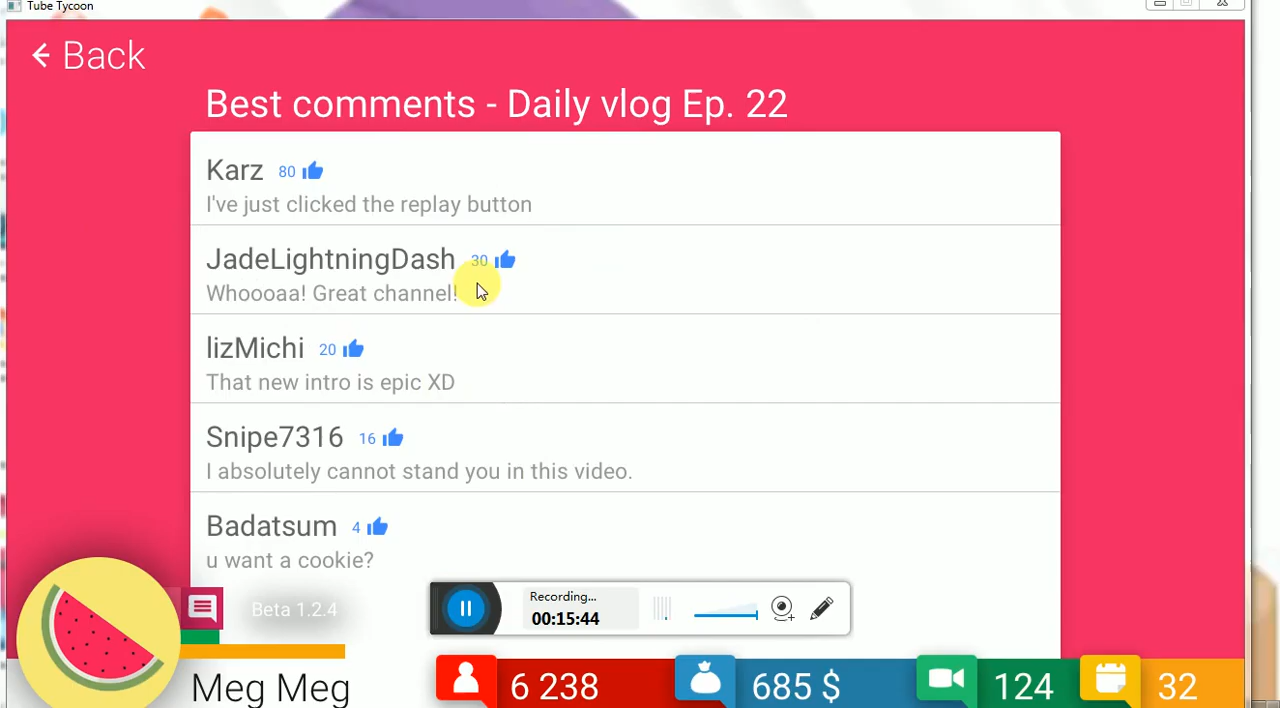 Tube Tycoon
Back
Best comments - Daily vlog Ep. 22
Karz 80
I've just clicked the replay button
JadeLightningDash 30
Whoooaa! Great channel!
lizMichi 20
That new intro is epic XD
Snipe7316 16
I absolutely cannot stand you in this video.
Badatsum 4
u want a cookie?
Beta 1.2.4
Recording...
00:15:44
Meg Meg
6 238
685 $
124
32